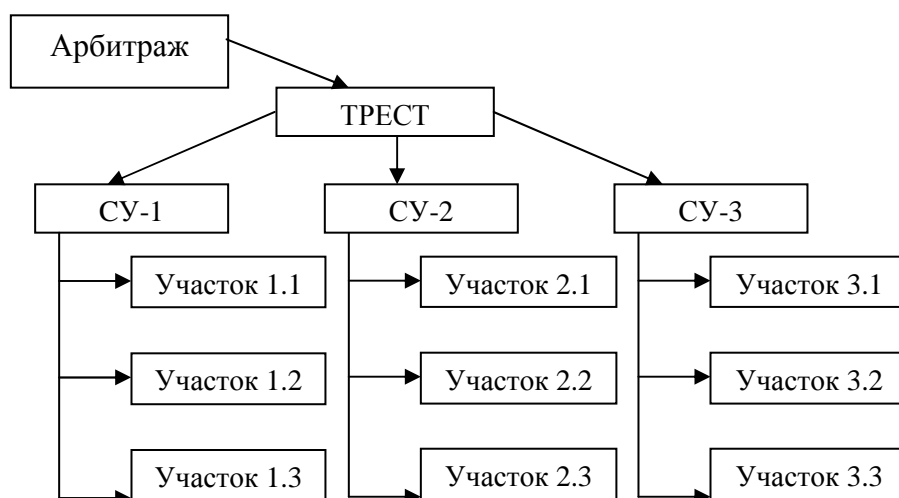 Арбитраж
ТРЕСТ
СУ-1
СУ-2
СУ-3
Участок 1.1
Участок 2.1
Участок 3.1
Участок 1.2
Участок 2.2
Участок 3.2
Участок 1.3
Участок 2.3
Участок 3.3